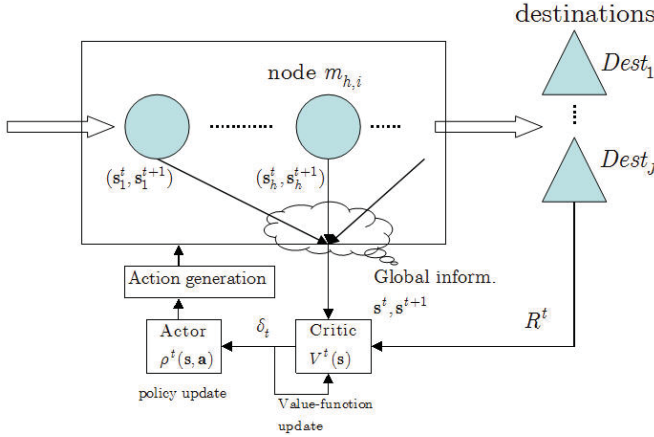 destinations
node m_{h,i}
Dest_1
Dest_J
(s_1^t, s_1^{t+1})
(s_h^t, s_h^{t+1})
Global inform.
s^t, s^{t+1}
Action generation
Actor
ρ^t(s, a)
policy update
δ_t
Critic
V^t(s)
Value-function
update
R^t